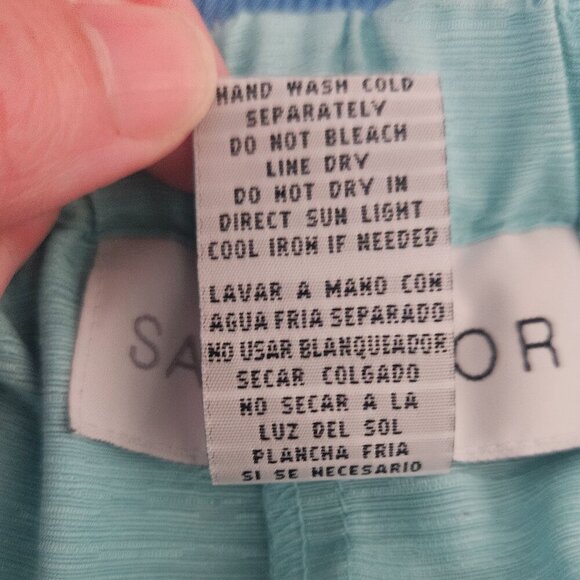 HAND WASH COLD
SEPARATELY
DO NOT BLEACH
LINE DRY
DO NOT DRY IN
DIRECT SUN LIGHT
COOL IRON IF NEEDED
LAVAR A MANO CON
AGUA FRIA SEPARADO
NO USAR BLANQUEADOR
SECAR COLGADO
NO SECAR A LA
LUZ DEL SOL
PLANCHA FRIA
SI SE NECESARIO